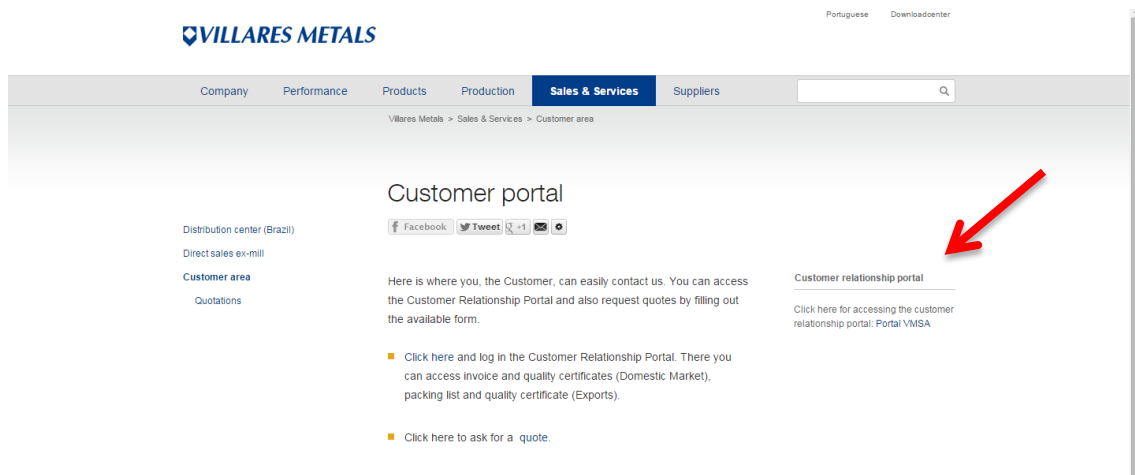 Portuguese Downloadcenter
VILLARES METALS
Company Performance Products Production Sales & Services Suppliers
Villares Metals > Sales & Services > Customer area
Customer portal
Facebook Tweet +1
Distribution center (Brazil)
Direct sales ex-mill
Customer area
Quotations
Here is where you, the Customer, can easily contact us. You can access
the Customer Relationship Portal and also request quotes by filling out
the available form.
Click here and log in the Customer Relationship Portal. There you
can access invoice and quality certificates (Domestic Market),
packing list and quality certificate (Exports).
Click here to ask for a quote.
Customer relationship portal
Click here for accessing the customer
relationship portal: Portal VMSA